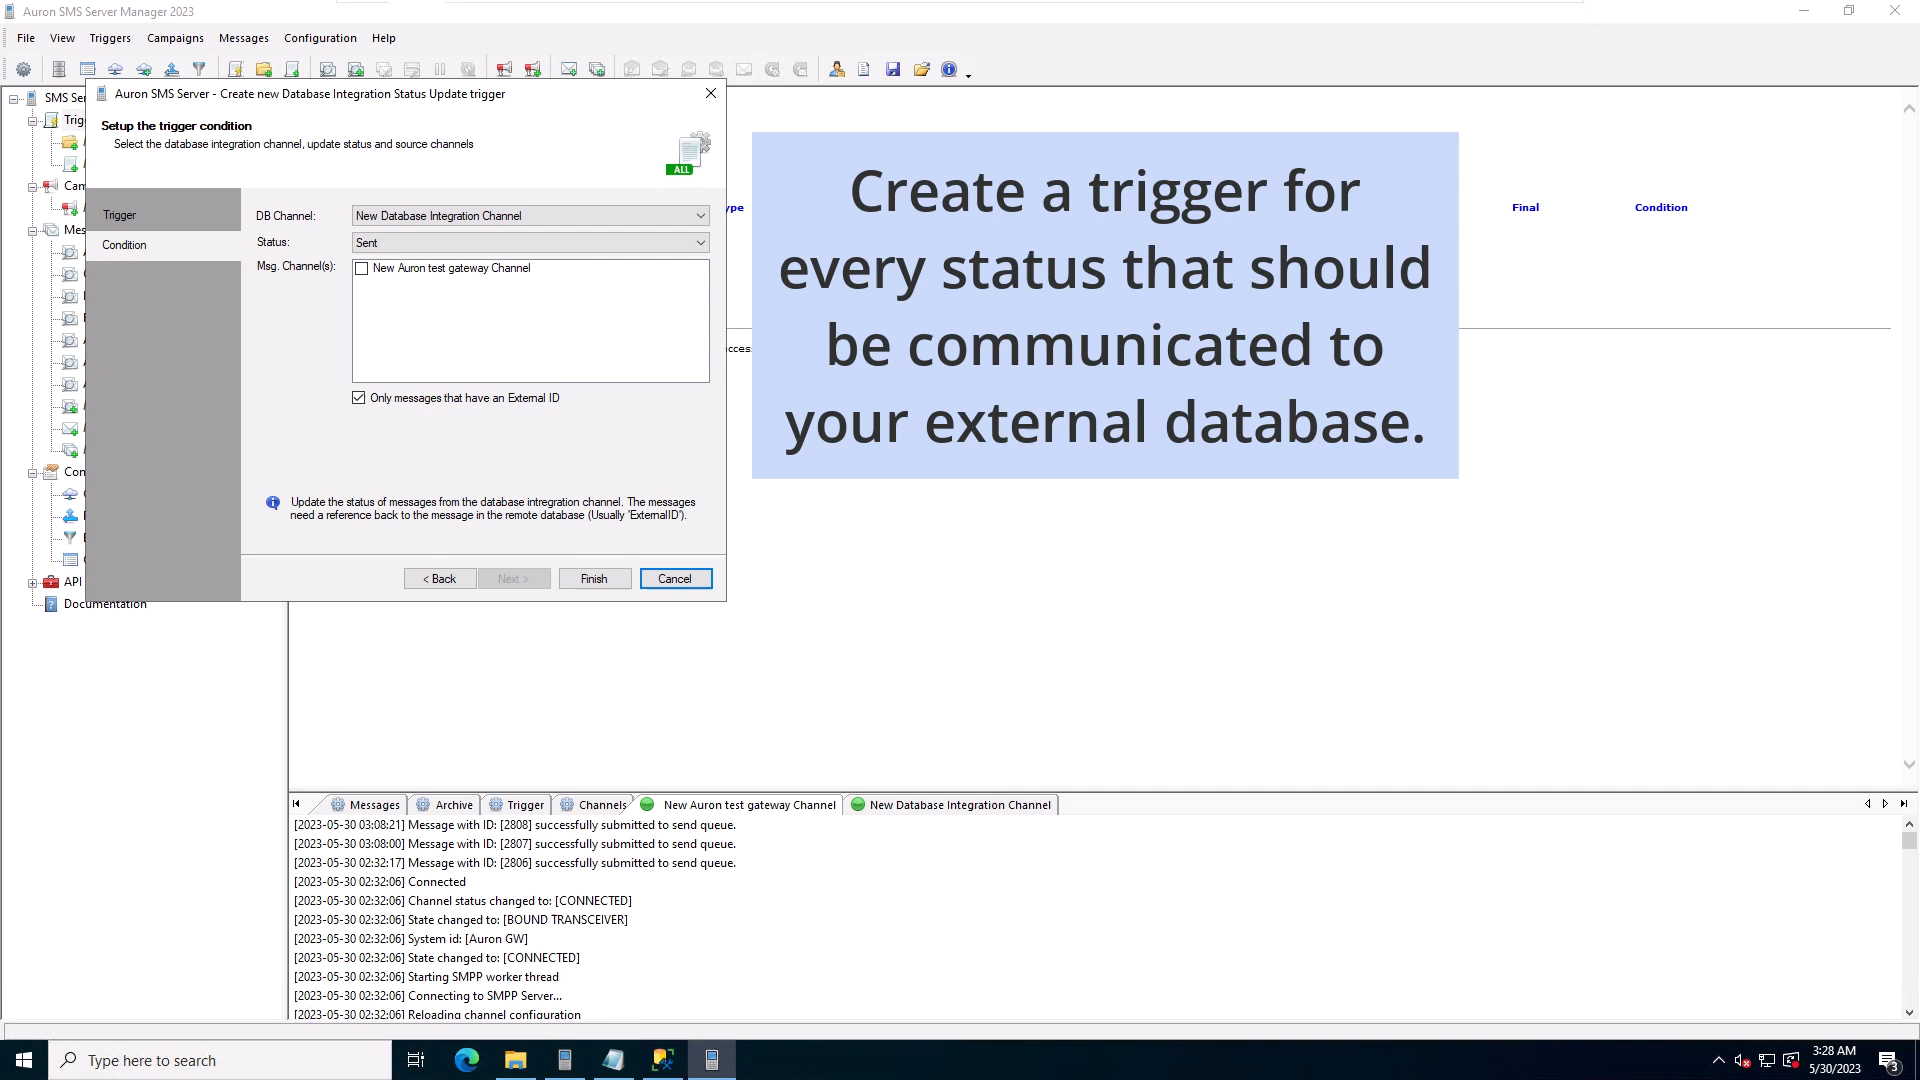 Auron SMS Server Manager 2023
File View Triggers Campaigns Messages Configuration Help
SMS Ser
Auron SMS Server - Create new Database Integration Status Update trigger
Setup the trigger condition
Select the database integration channel, update status and source channels
ALL
Trigger
Condition
DB Channel: New Database Integration Channel
Status: Sent
Msg. Channel(s): New Auron test gateway Channel
Only messages that have an External ID
Update the status of messages from the database intregration channel. The messages
need a reference back to the message in the remote database (Usually 'ExternalID').
< Back Next > Finish Cancel
Trig
Cam
Mes
Con
API
Documentation
ype Final Condition
Create a trigger for
every status that should
be communicated to
your external database.
Messages Archive Trigger Channels New Auron test gateway Channel New Database Integration Channel
[2023-05-30 03:08:21] Message with ID: [2808] successfully submitted to send queue.
[2023-05-30 03:08:00] Message with ID: [2807] successfully submitted to send queue.
[2023-05-30 02:32:17] Message with ID: [2806] successfully submitted to send queue.
[2023-05-30 02:32:06] Connected
[2023-05-30 02:32:06] Channel status changed to: [CONNECTED]
[2023-05-30 02:32:06] State changed to: [BOUND TRANSCEIVER]
[2023-05-30 02:32:06] System id: [Auron GW]
[2023-05-30 02:32:06] State changed to: [CONNECTED]
[2023-05-30 02:32:06] Starting SMPP worker thread
[2023-05-30 02:32:06] Connecting to SMPP Server...
[2023-05-30 02:32:06] Reloading channel configuration
Type here to search
3:28 AM
5/30/2023
3